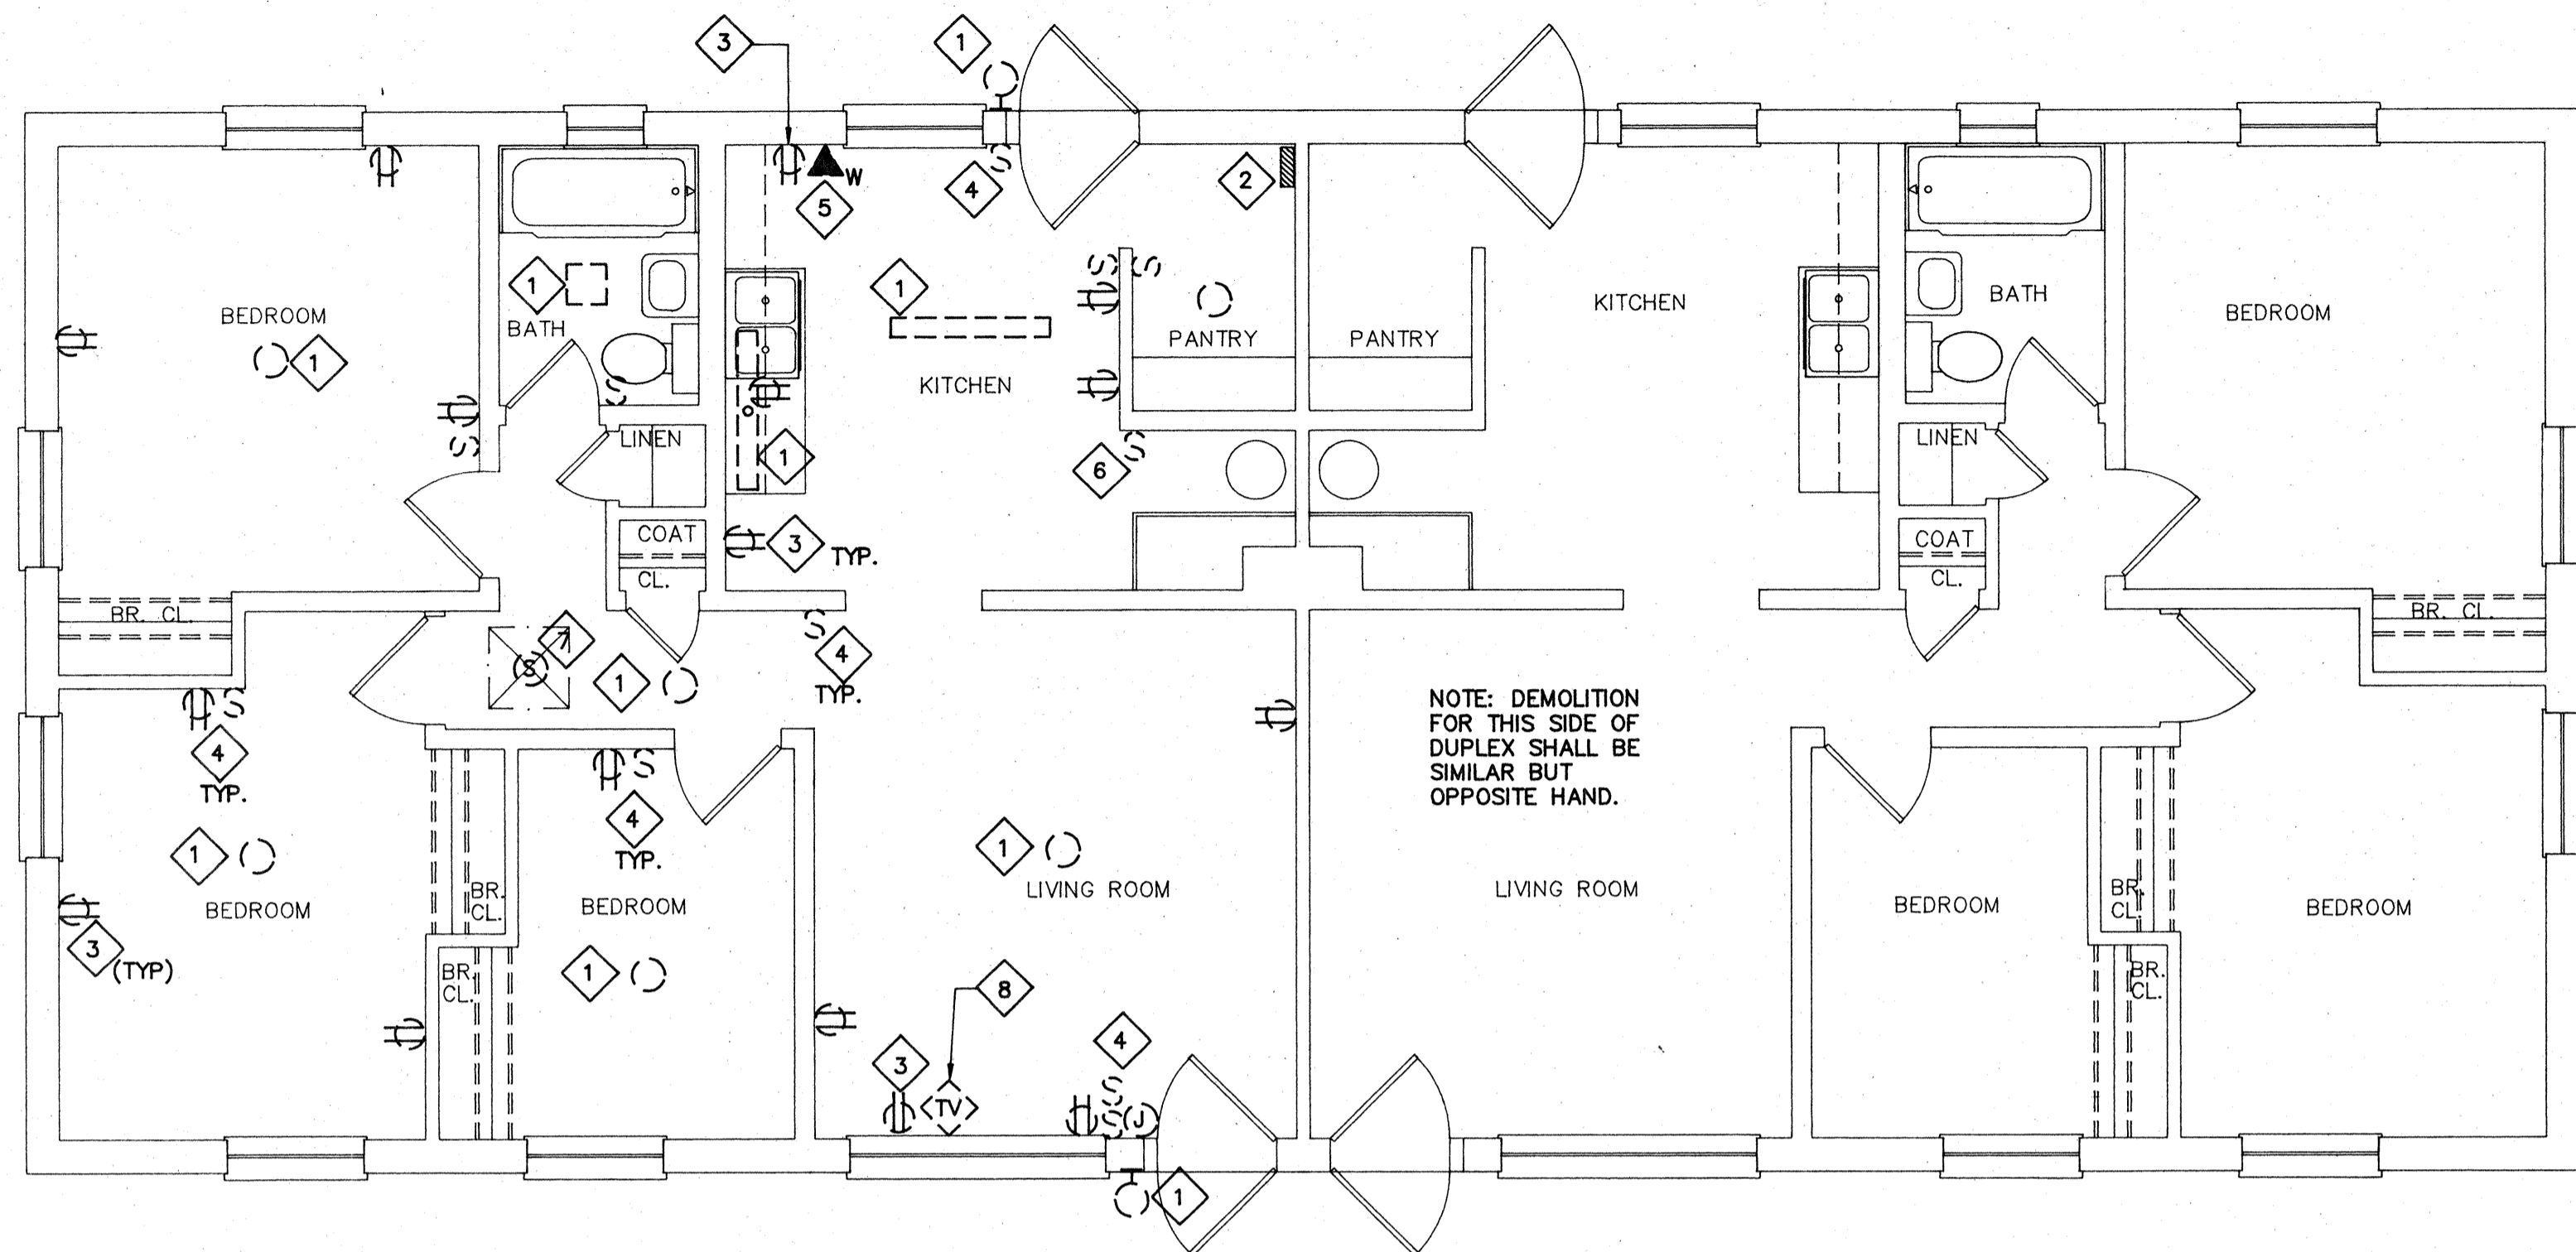 3
1
W
5
4
2
1
1
S
S
BEDROOM
BATH
PANTRY
PANTRY
KITCHEN
BATH
BEDROOM
1
KITCHEN
S
S
LINEN
S
LINEN
1
6
COAT
CL.
3
TYP.
COAT
CL.
BR. CL.
BR. CL.
S
S
1
4
TYP.
S
4
TYP.
S
4
TYP.
NOTE: DEMOLITION
FOR THIS SIDE OF
DUPLEX SHALL BE
SIMILAR BUT
OPPOSITE HAND.
1
1
BEDROOM
BR.
CL.
BEDROOM
LIVING ROOM
LIVING ROOM
BEDROOM
BR.
CL.
BEDROOM
3
(TYP)
BR.
CL.
1
8
BR.
CL.
3
4
TV
S
S
J
1